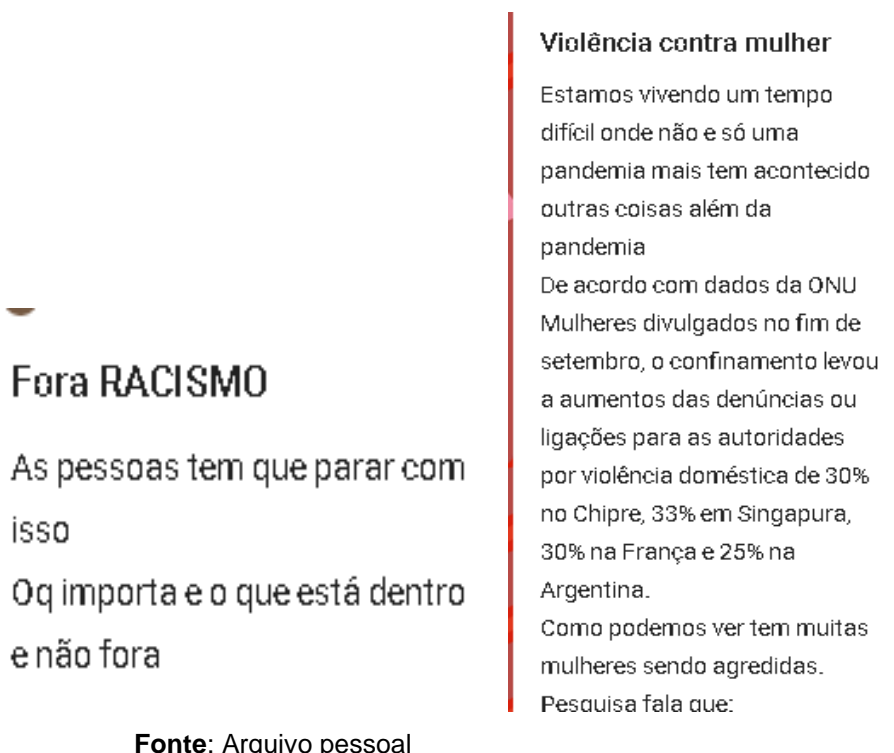 Fora RACISMO
As pessoas tem que parar com
isso
Oq importa e o que está dentro
e não fora
Violência contra mulher
Estamos vivendo um tempo
difícil onde não e só uma
pandemia mais tem acontecido
outras coisas além da
pandemia
De acordo com dados da ONU
Mulheres divulgados no fim de
setembro, o confinamento levou
a aumentos das denúncias ou
ligações para as autoridades
por violência doméstica de 30%
no Chipre, 33% em Singapura,
30% na França e 25% na
Argentina.
Como podemos ver tem muitas
mulheres sendo agredidas.
Pesquisa fala que:
Fonte: Arquivo pessoal